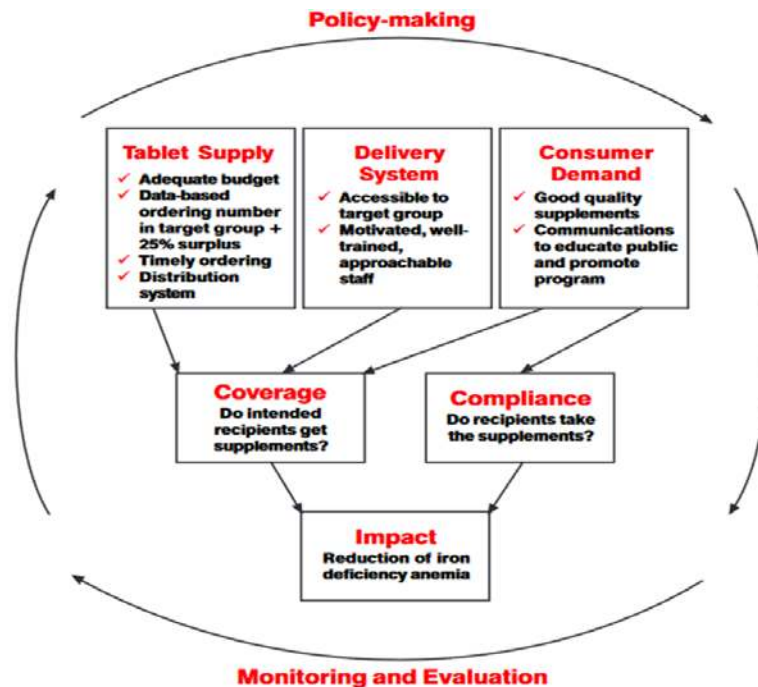 Policy-making
Tablet Supply
✓ Adequate budget
✓ Data-based
ordering number
in target group +
25% surplus
✓ Timely ordering
✓ Distribution
system
Delivery
System
✓ Accessible to
target group
✓ Motivated, well-
trained,
approachable
staff
Consumer
Demand
✓ Good quality
supplements
✓ Communications
to educate public
and promote
program
Coverage
Do intended
recipients get
supplements?
Compliance
Do recipients take
the supplements?
Impact
Reduction of iron
deficiency anemia
Monitoring and Evaluation